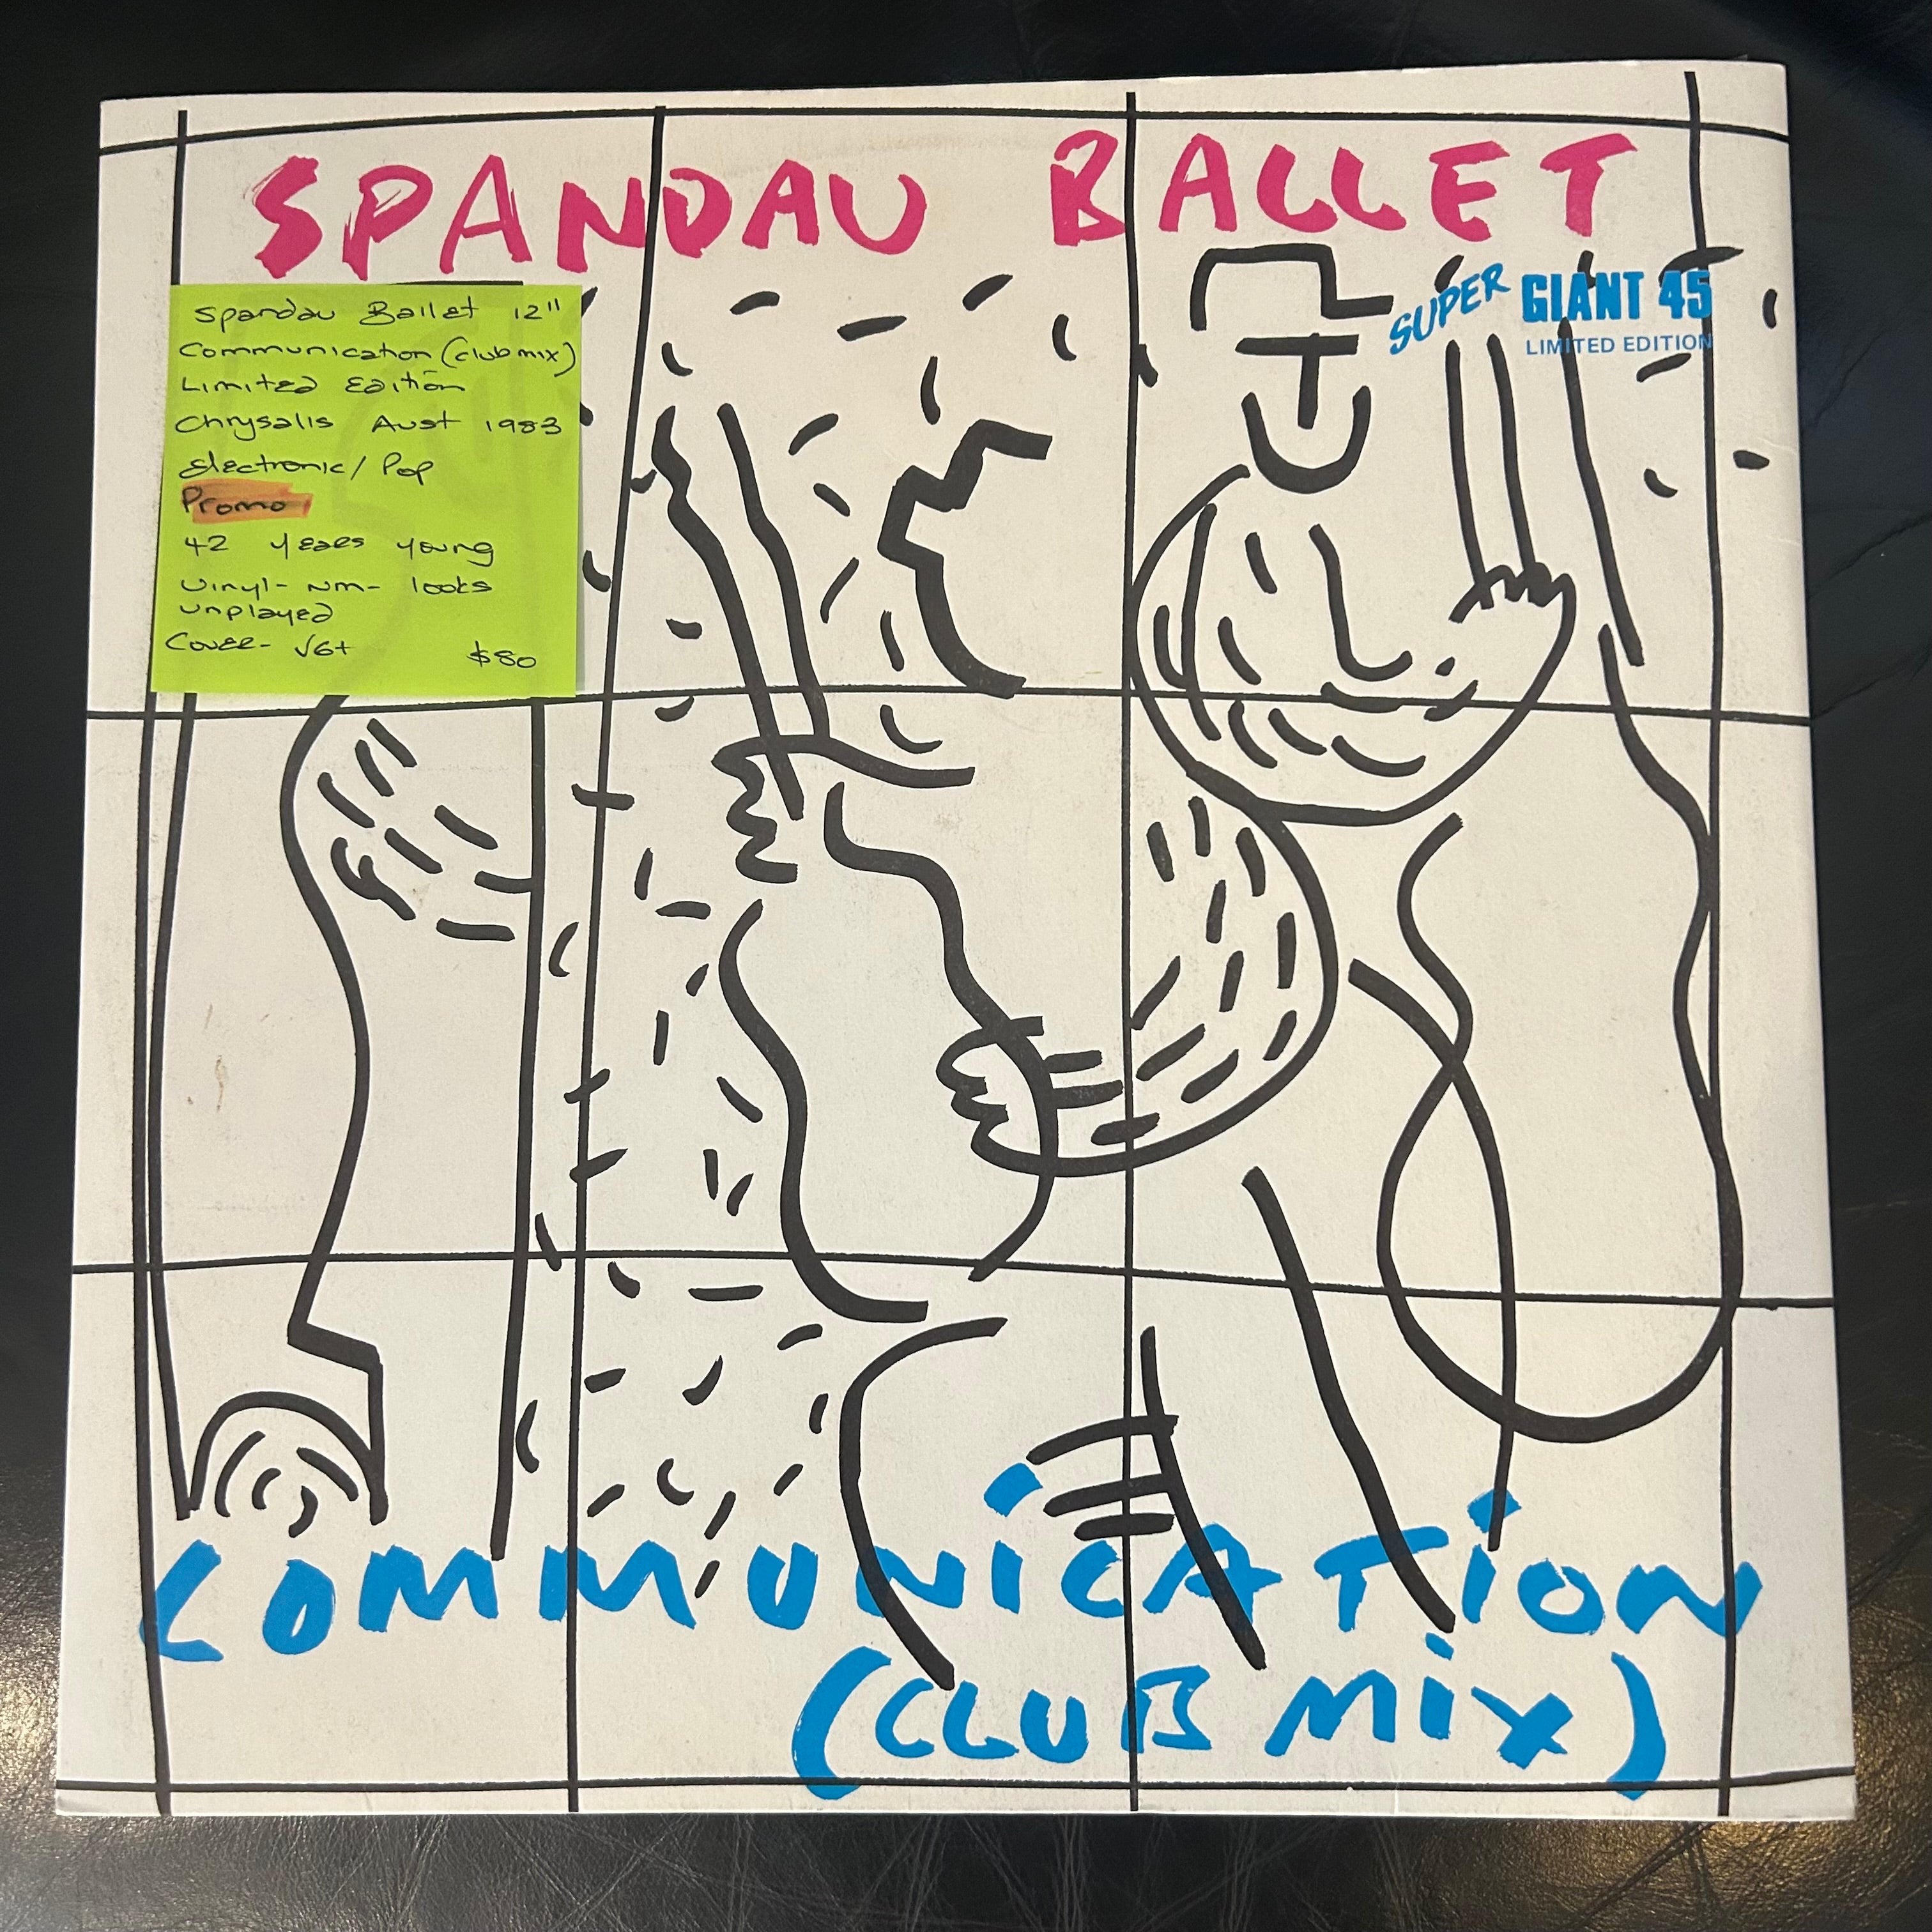 SPANDAU BALLET
SUPER GIANT 45
LIMITED EDITION
Spandau Ballet 12"
Communication (club mix)
Limited Edition
Chrysalis Aust 1983
Electronic / Pop
Promo
42 years young
Vinyl - NM - looks
unplayed
Cover - VG+ $80
COMMUNiCATiON
(CLUB MiX)